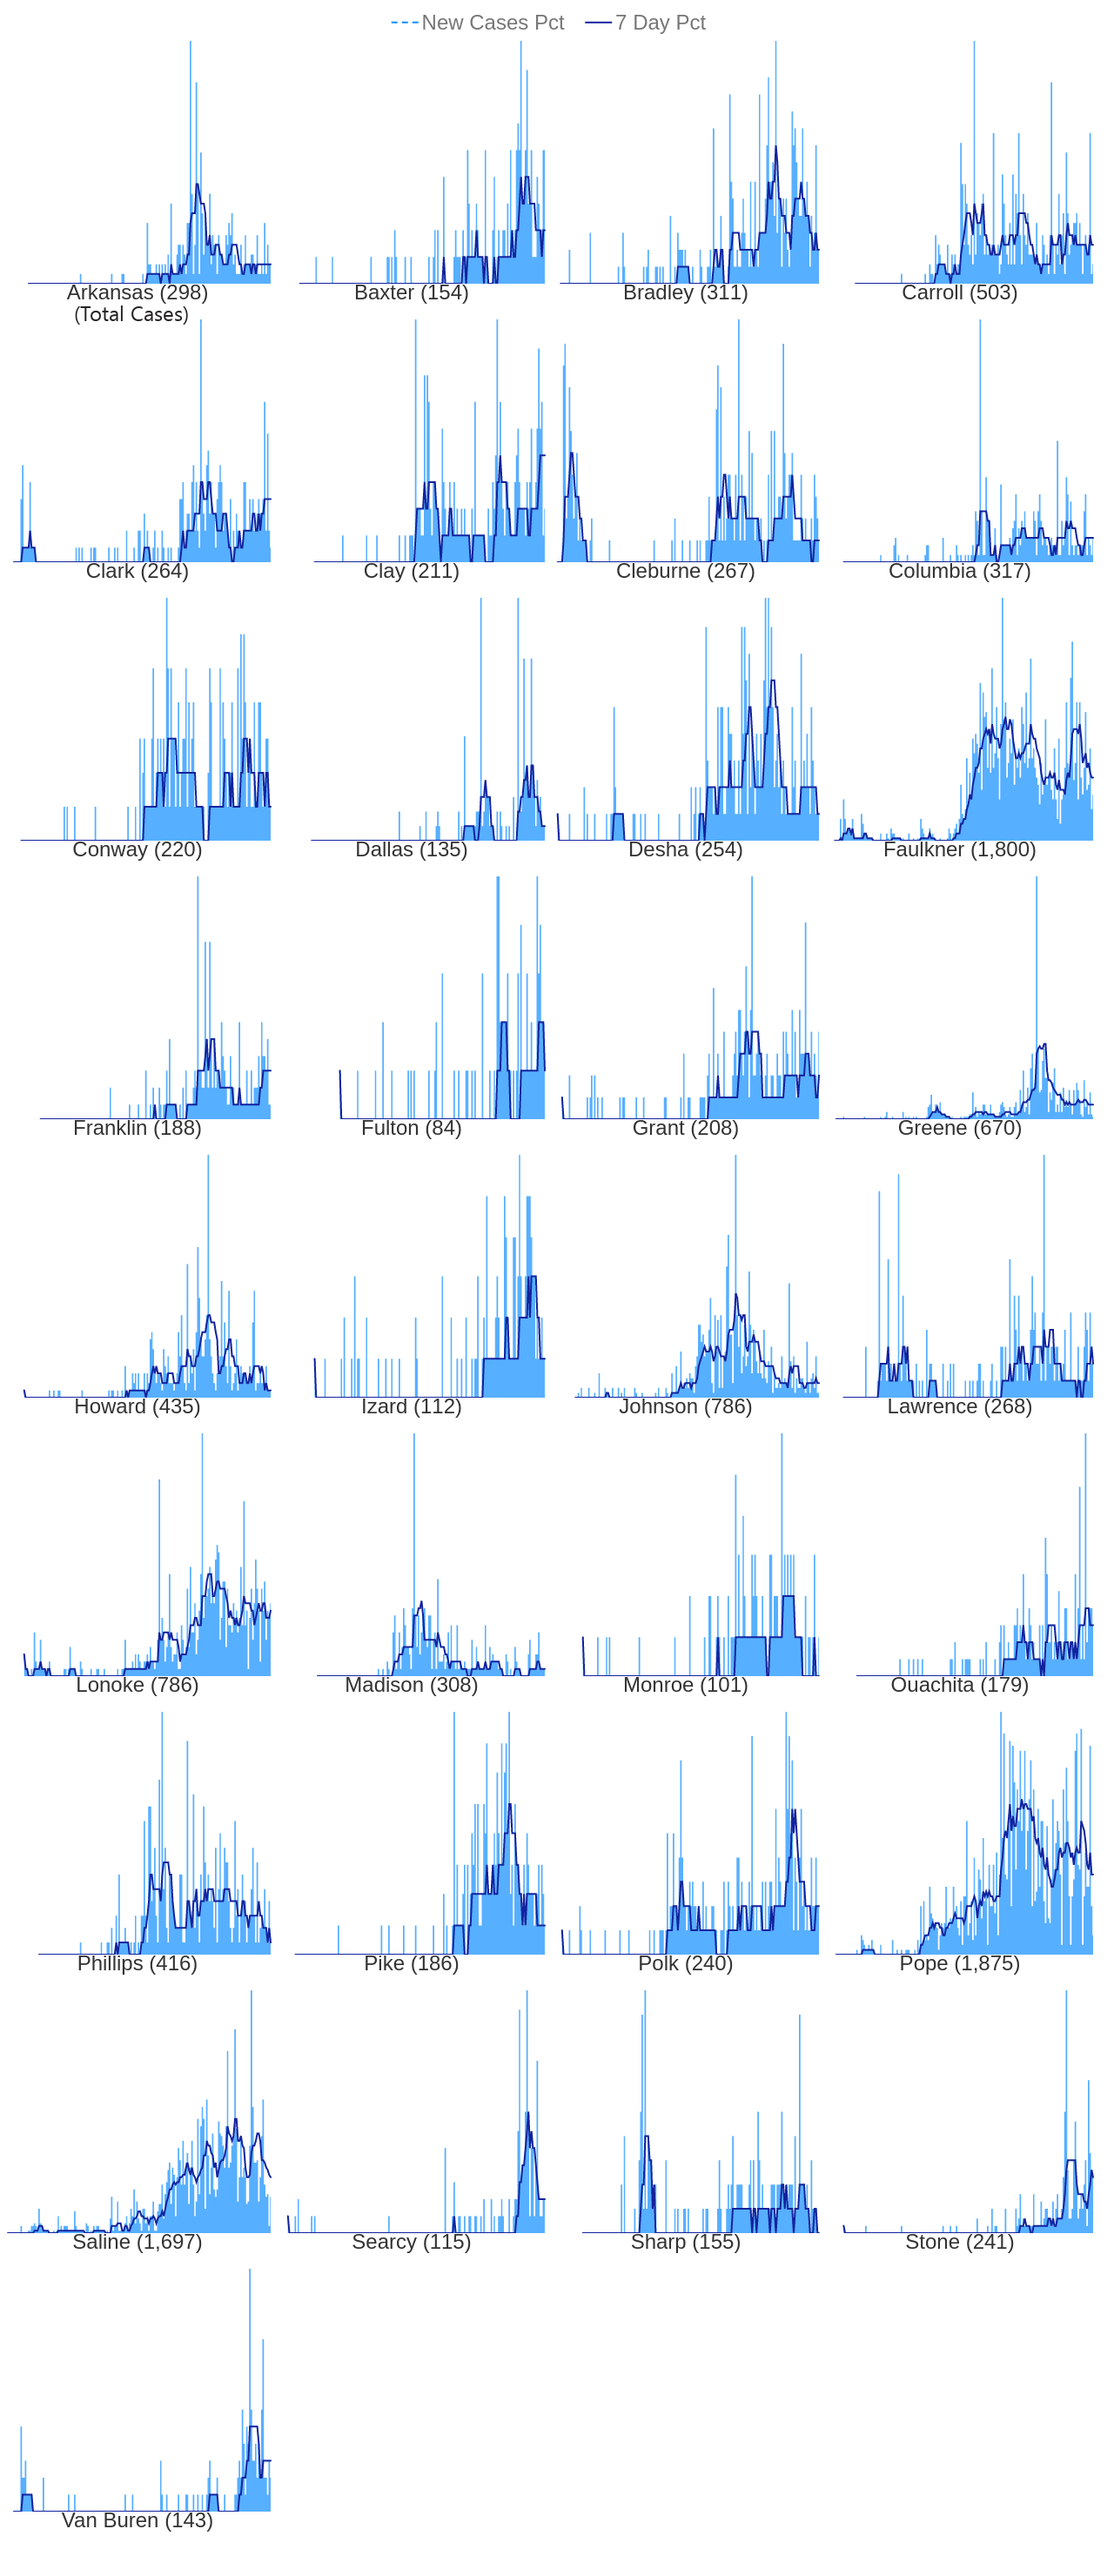 New Cases Pct 7 Day Pct
Arkansas (298) Baxter (154) Bradley (311) Carroll (503)
(Total Cases)
Clark (264) Clay (211) Cleburne (267) Columbia (317)
Conway (220) Dallas (135) Desha (254) Faulkner (1,800)
Franklin (188) Fulton (84) Grant (208) Greene (670)
Howard (435) Izard (112) Johnson (786) Lawrence (268)
Lonoke (786) Madison (308) Monroe (101) Ouachita (179)
Phillips (416) Pike (186) Polk (240) Pope (1,875)
Saline (1,697) Searcy (115) Sharp (155) Stone (241)
Van Buren (143)